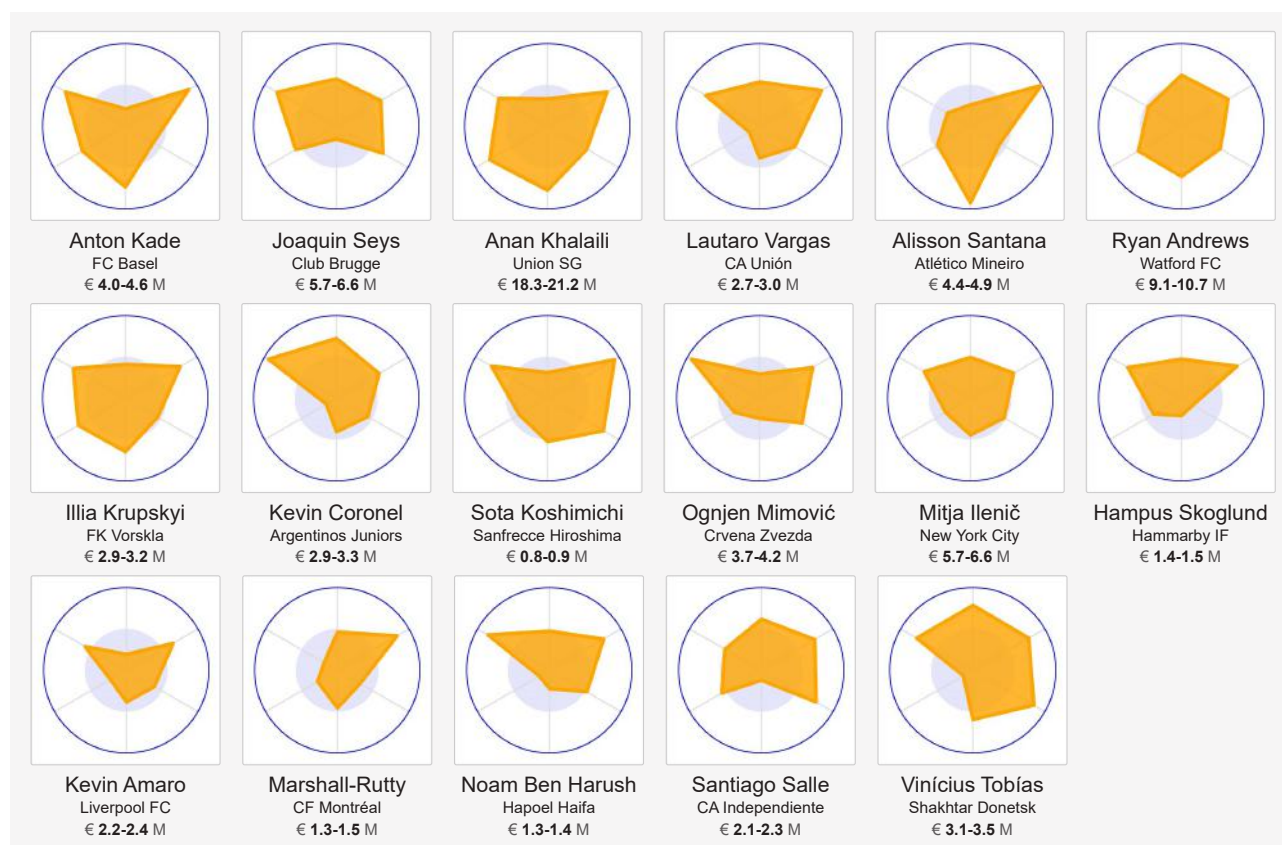 Anton Kade
FC Basel
€ 4.0-4.6 M
Joaquin Seys
Club Brugge
€ 5.7-6.6 M
Anan Khalaili
Union SG
€ 18.3-21.2 M
Lautaro Vargas
CA Unión
€ 2.7-3.0 M
Alisson Santana
Atlético Mineiro
€ 4.4-4.9 M
Ryan Andrews
Watford FC
€ 9.1-10.7 M
Illia Krupskyi
FK Vorskla
€ 2.9-3.2 M
Kevin Coronel
Argentinos Juniors
€ 2.9-3.3 M
Sota Koshimichi
Sanfrecce Hiroshima
€ 0.8-0.9 M
Ognjen Mimović
Crvena Zvezda
€ 3.7-4.2 M
Mitja Ilenič
New York City
€ 5.7-6.6 M
Hampus Skoglund
Hammarby IF
€ 1.4-1.5 M
Kevin Amaro
Liverpool FC
€ 2.2-2.4 M
Marshall-Rutty
CF Montréal
€ 1.3-1.5 M
Noam Ben Harush
Hapoel Haifa
€ 1.3-1.4 M
Santiago Salle
CA Independiente
€ 2.1-2.3 M
Vinícius Tobías
Shakhtar Donetsk
€ 3.1-3.5 M